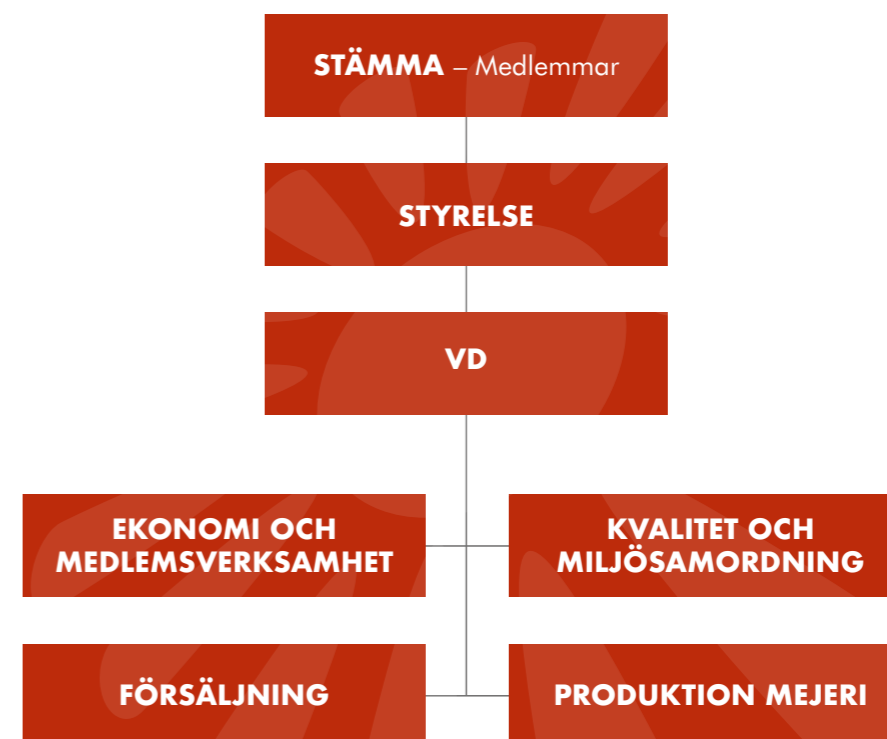 STÄMMA – Medlemmar
STYRELSE
VD
EKONOMI OCH
MEDLEMSVERKSAMHET
KVALITET OCH
MILJÖSAMORDNING
FÖRSÄLJNING
PRODUKTION MEJERI